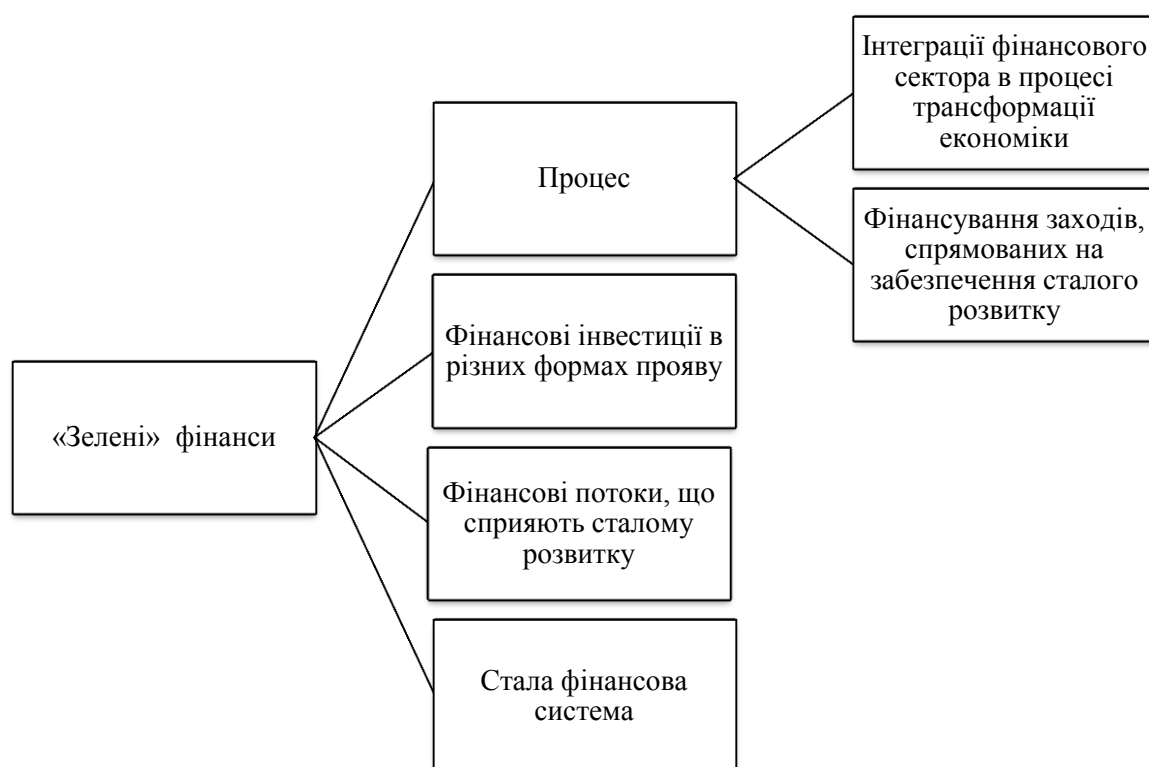 «Зелені» фінанси
Процес
Інтеграції фінансового
сектора в процесі
трансформації
економіки
Фінансування заходів,
спрямованих на
забезпечення сталого
розвитку
Фінансові інвестиції в
різних формах прояву
Фінансові потоки, що
сприяють сталому
розвитку
Стала фінансова
система